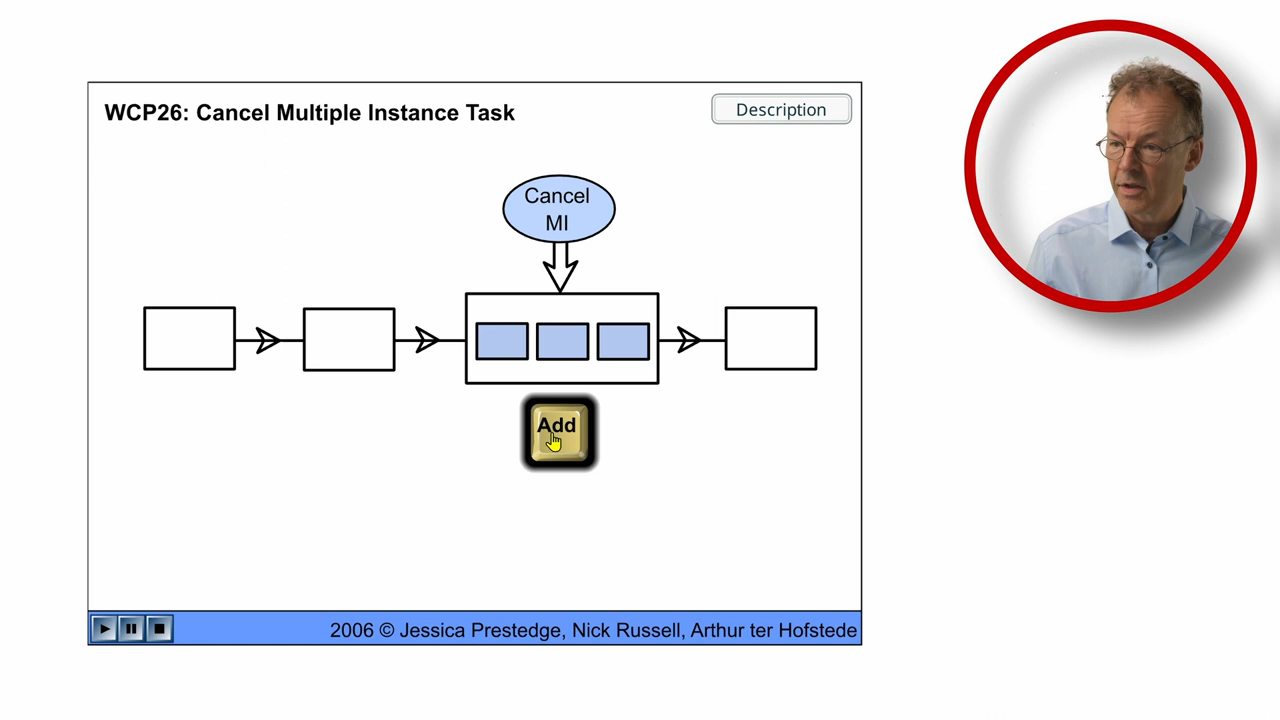 WCP26: Cancel Multiple Instance Task
Description
Cancel
MI
Add
2006 © Jessica Prestedge, Nick Russell, Arthur ter Hofstede